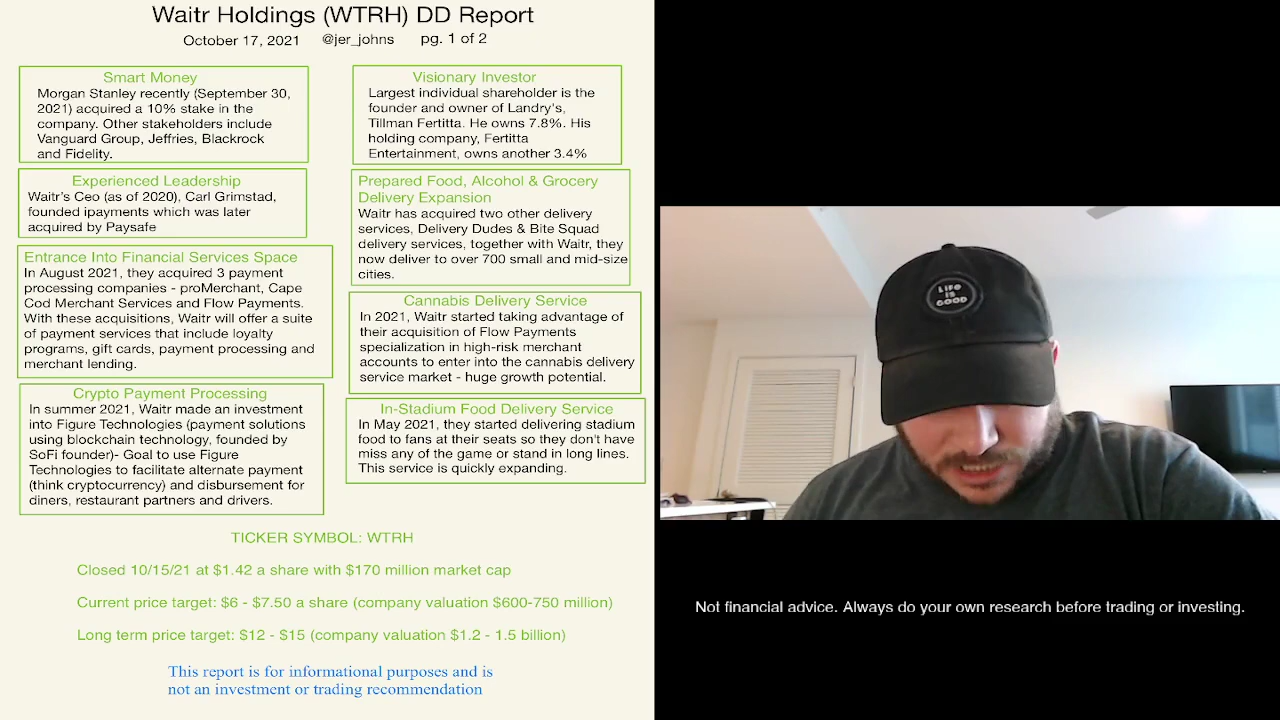 Waitr Holdings (WTRH) DD Report
October 17, 2021 @jer_johns pg. 1 of 2
Smart Money
Morgan Stanley recently (September 30,
2021) acquired a 10% stake in the
company. Other stakeholders include
Vanguard Group, Jeffries, Blackrock
and Fidelity.
Experienced Leadership
Waitr's Ceo (as of 2020), Carl Grimstad,
founded ipayments which was later
acquired by Paysafe
Entrance Into Financial Services Space
In August 2021, they acquired 3 payment
processing companies - proMerchant, Cape
Cod Merchant Services and Flow Payments.
With these acquisitions, Waitr will offer a suite
of payment services that include loyalty
programs, gift cards, payment processing and
merchant lending.
Crypto Payment Processing
In summer 2021, Waitr made an investment
into Figure Technologies (payment solutions
using blockchain technology, founded by
SoFi founder)- Goal to use Figure
Technologies to facilitate alternate payment
(think cryptocurrency) and disbursement for
diners, restaurant partners and drivers.
Visionary Investor
Largest individual shareholder is the
founder and owner of Landry's,
Tillman Fertitta. He owns 7.8%. His
holding company, Fertitta
Entertainment, owns another 3.4%
Prepared Food, Alcohol & Grocery
Delivery Expansion
Waitr has acquired two other delivery
services, Delivery Dudes & Bite Squad
delivery services, together with Waitr, they
now deliver to over 700 small and mid-size
cities.
Cannabis Delivery Service
In 2021, Waitr started taking advantage of
their acquisition of Flow Payments
specialization in high-risk merchant
accounts to enter into the cannabis delivery
service market - huge growth potential.
In-Stadium Food Delivery Service
In May 2021, they started delivering stadium
food to fans at their seats so they don't have
miss any of the game or stand in long lines.
This service is quickly expanding.
TICKER SYMBOL: WTRH
Closed 10/15/21 at $1.42 a share with $170 million market cap
Current price target: $6 - $7.50 a share (company valuation $600-750 million)
Long term price target: $12 - $15 (company valuation $1.2 - 1.5 billion)
This report is for informational purposes and is
not an investment or trading recommendation
LIFE
IS
GOOD
Not financial advice. Always do your own research before trading or investing.